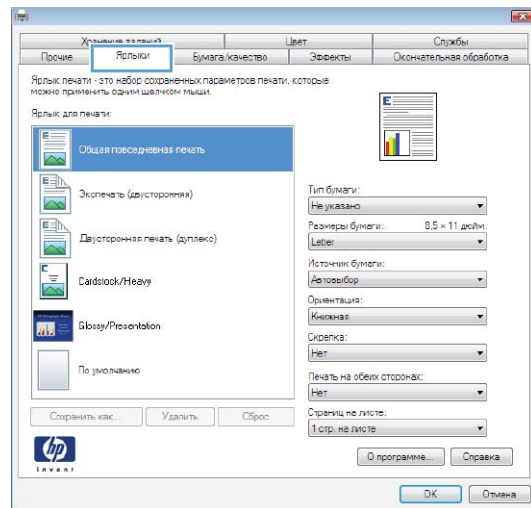 Хранение заданий Цвет Службы
Прочие Ярлыки Бумага/качество Эффекты Окончательная обработка
Ярлык печати - это набор сохраненных параметров печати, которые
можно применить одним щелчком мыши.
Ярлык для печати:
Общая повседневная печать
Экопечать (двусторонняя)
Двусторонняя печать (дуплекс)
Cardstock/Heavy
Glossy/Presentation
По умолчанию
Сохранить как... Удалить Сброс
Тип бумаги:
Не указано
Размеры бумаги: 8,5 × 11 дюйм.
Letter
Источник бумаги:
Автовыбор
Ориентация:
Книжная
Скрепка:
Нет
Печать на обеих сторонах:
Нет
Страниц на листе:
1 стр. на листе
hp
invent
О программе... Справка
OK Отмена